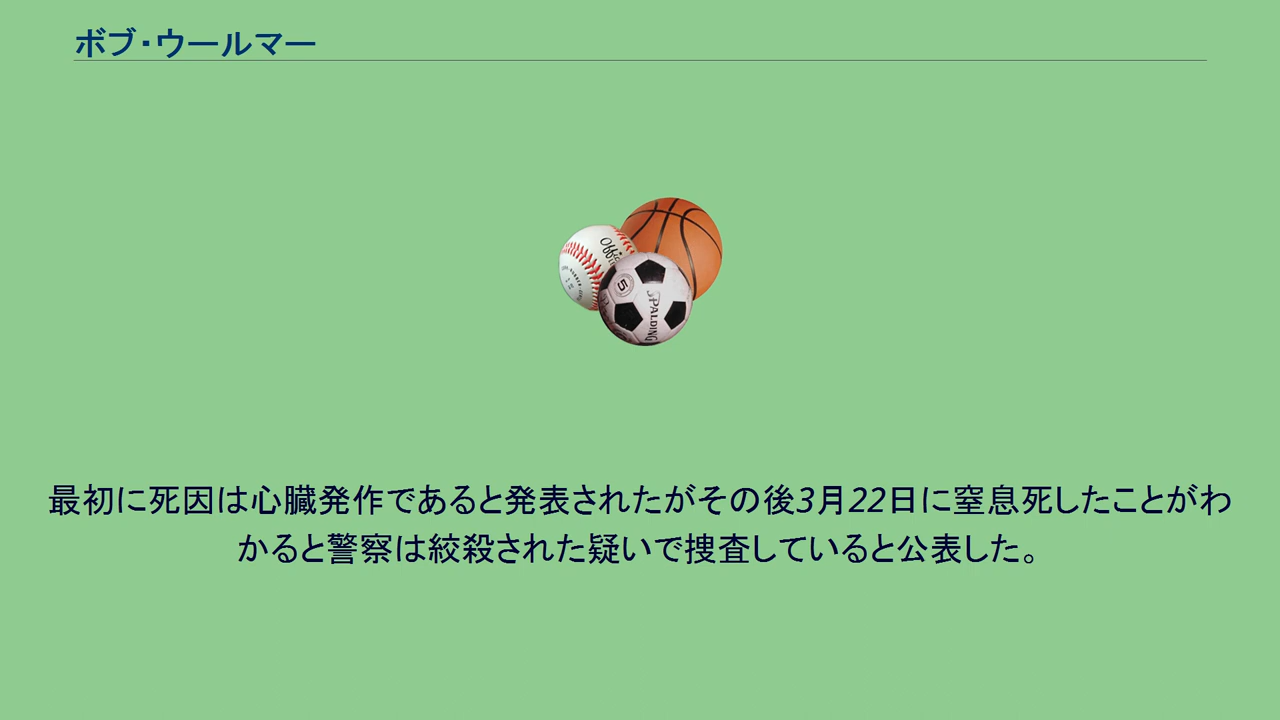 ボブ・ウールマー
Offic
5
SPALDING
最初に死因は心臓発作であると発表されたがその後3月22日に窒息死したことがわ
かると警察は絞殺された疑いで捜査していると公表した。